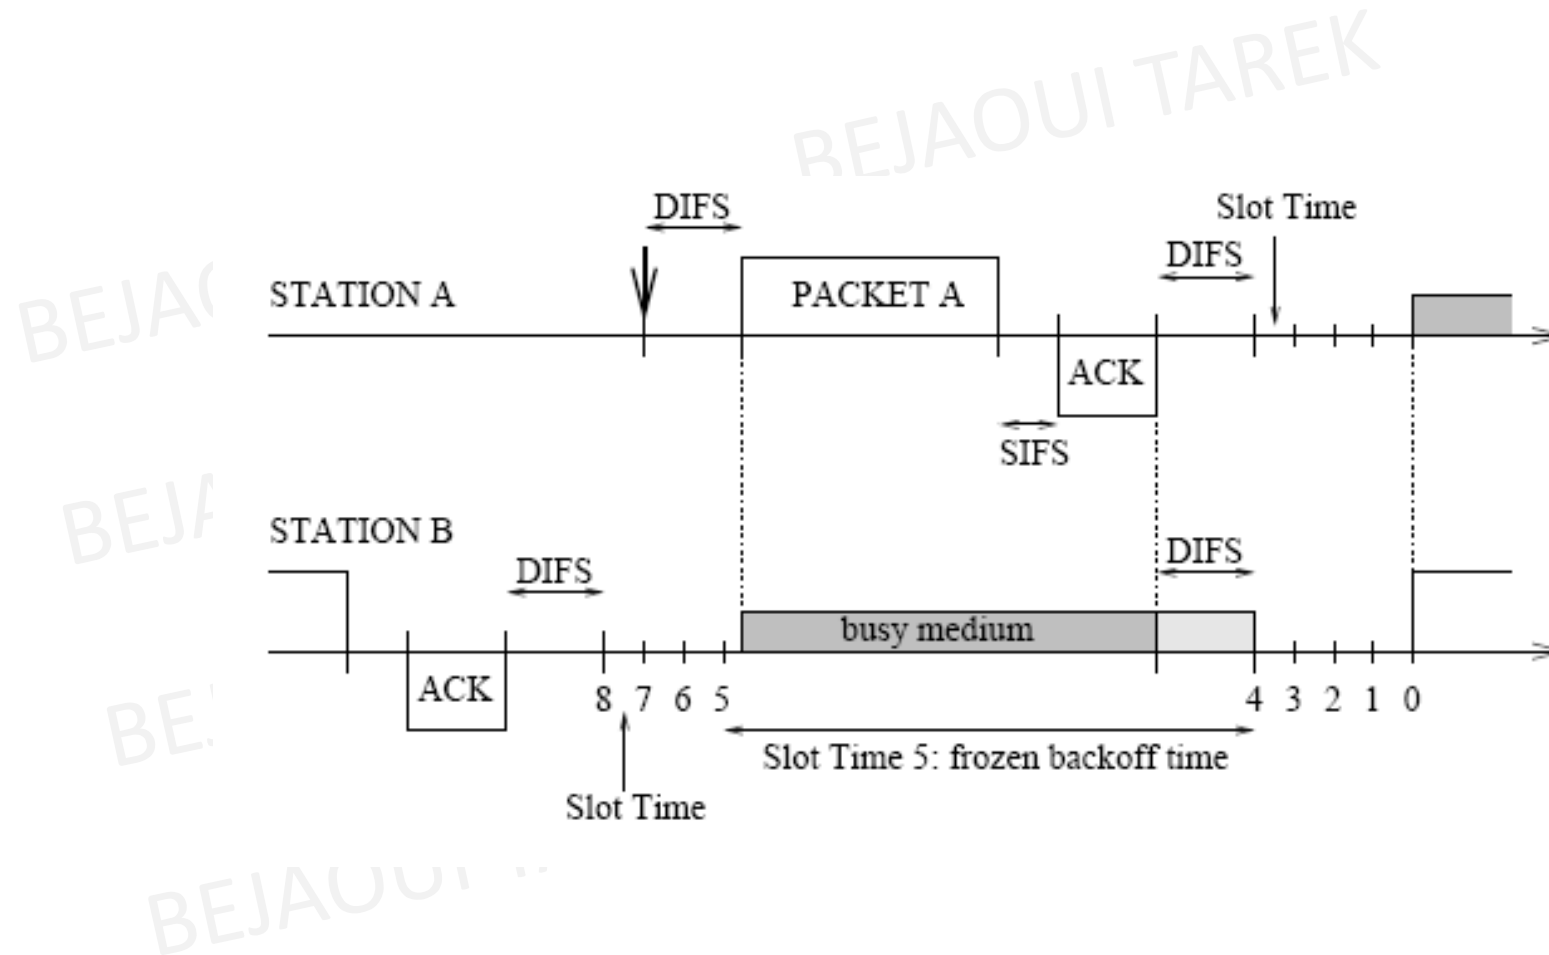 BEJAOUI TAREK
DIFS
Slot Time
DIFS
STATION A
PACKET A
ACK
SIFS
STATION B
DIFS
DIFS
busy medium
ACK
8 7 6 5 4 3 2 1 0
Slot Time 5: frozen backoff time
Slot Time
BEJAOUI